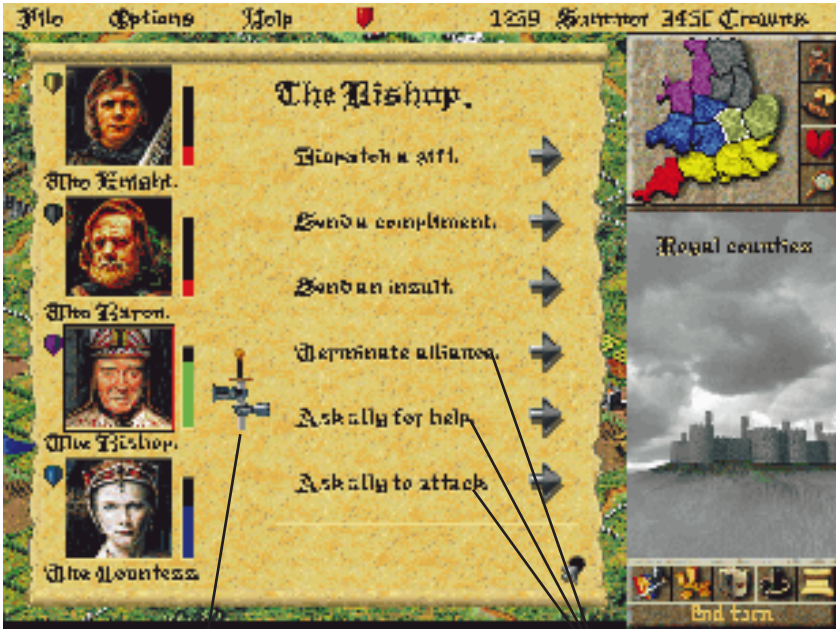 File Options Help 1259 Summer 3450 Crowns
The Bishop.
Dispatch a gift.
The Knight.
Send a compliment.
Send an insult.
The Baron.
Terminate alliance.
Ask ally for help.
The Bishop.
Ask ally to attack
The Countess
Royal counties
End turn